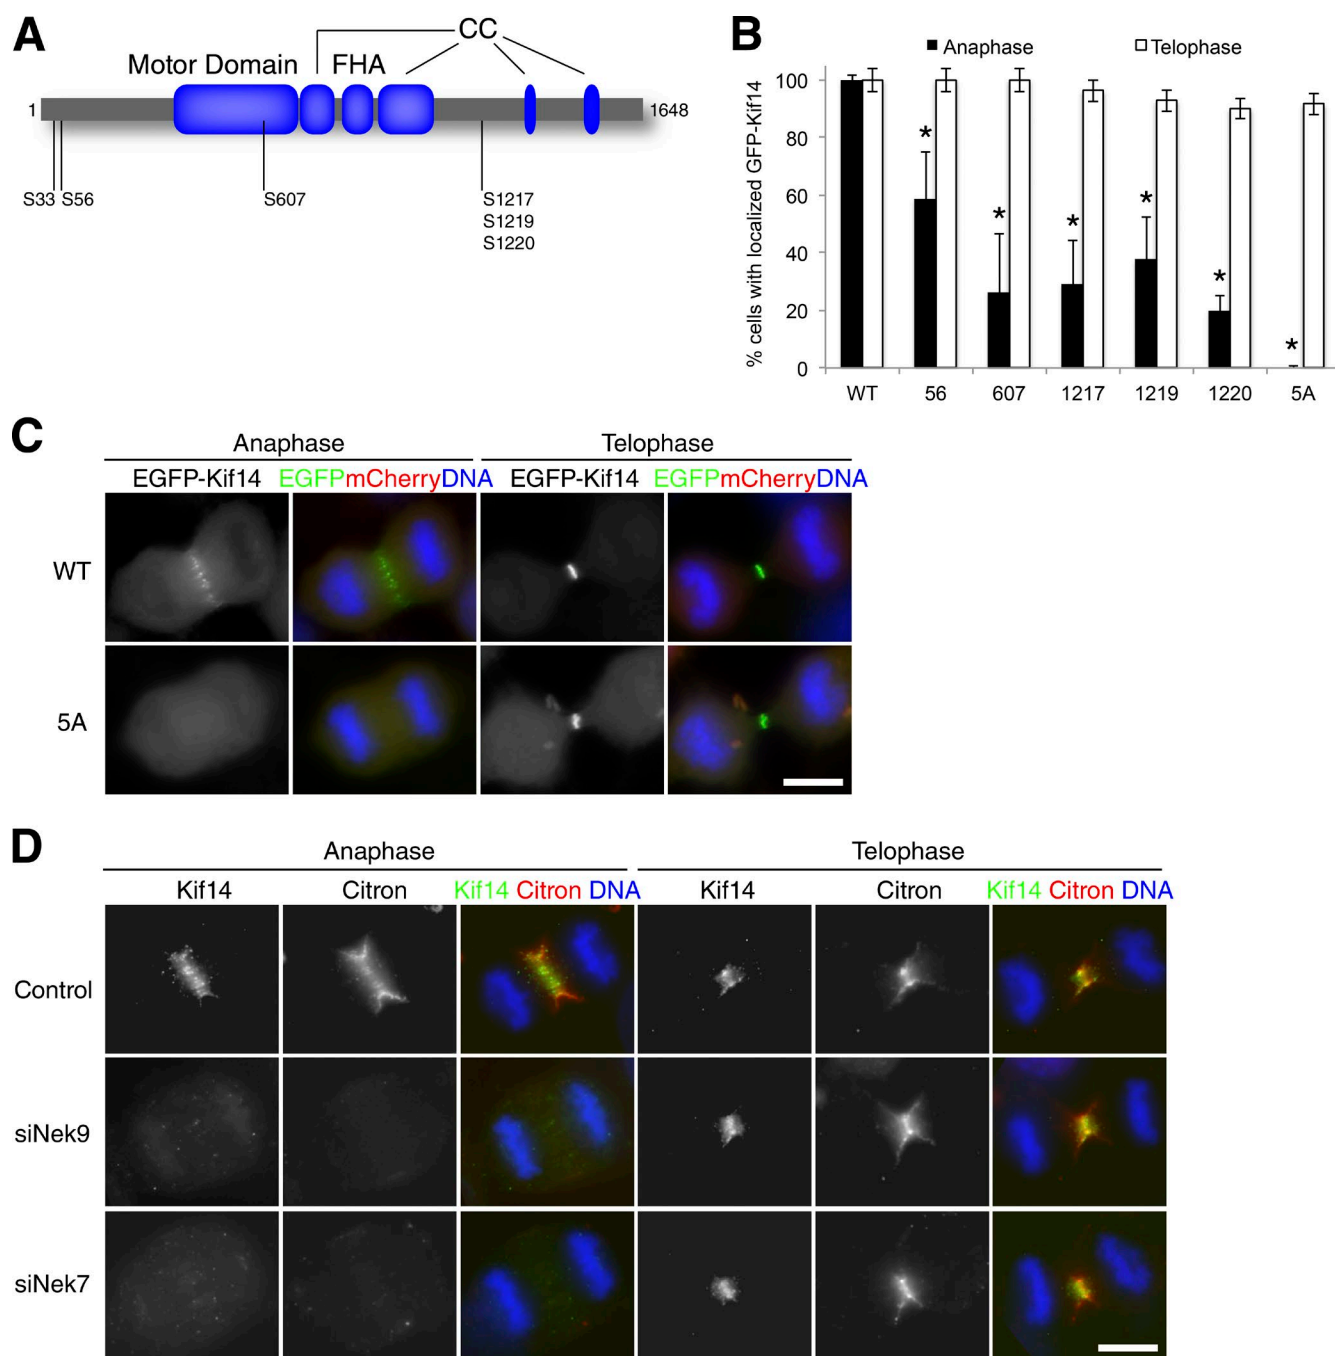 A
CC
Motor Domain FHA
1 1648
S33 S56 S607 S1217
S1219
S1220
B
Anaphase Telophase
% cells with localized GFP-Kif14
100
80
60
40
20
0
* * * * * *
WT 56 607 1217 1219 1220 5A
C
Anaphase Telophase
EGFP-Kif14 EGFPmCherryDNA EGFP-Kif14 EGFPmCherryDNA
WT
5A
D
Anaphase Telophase
Kif14 Citron Kif14 Citron DNA Kif14 Citron Kif14 Citron DNA
Control
siNek9
siNek7